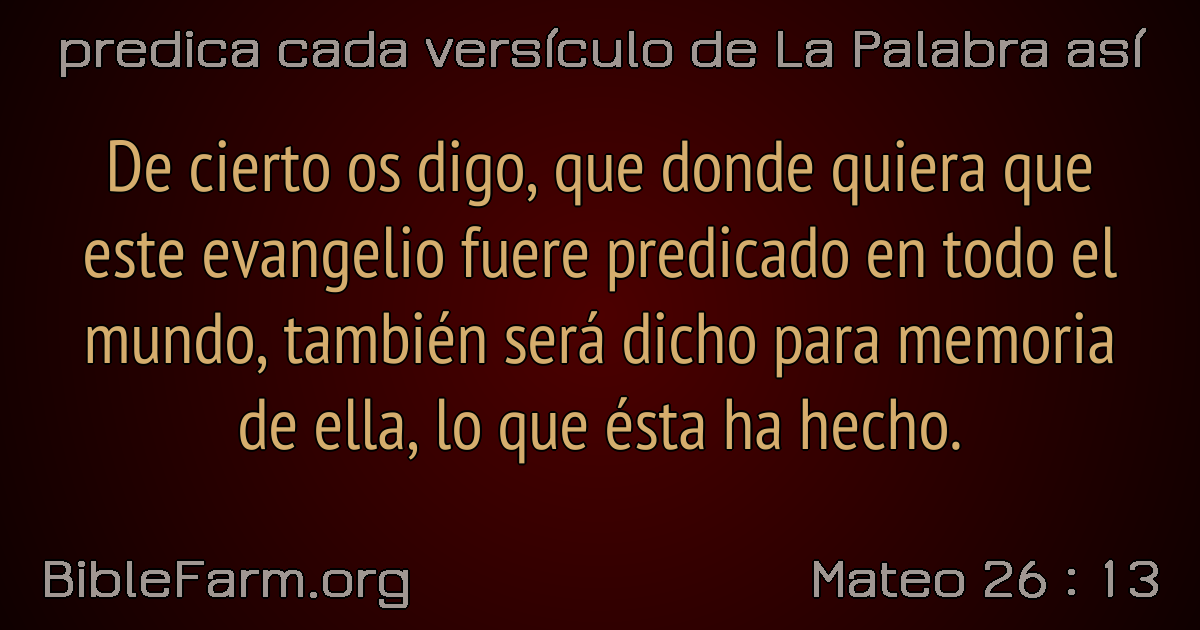 predica cada versículo de La Palabra así
De cierto os digo, que donde quiera que
este evangelio fuere predicado en todo el
mundo, también será dicho para memoria
de ella, lo que ésta ha hecho.
BibleFarm.org
Mateo 26 : 13